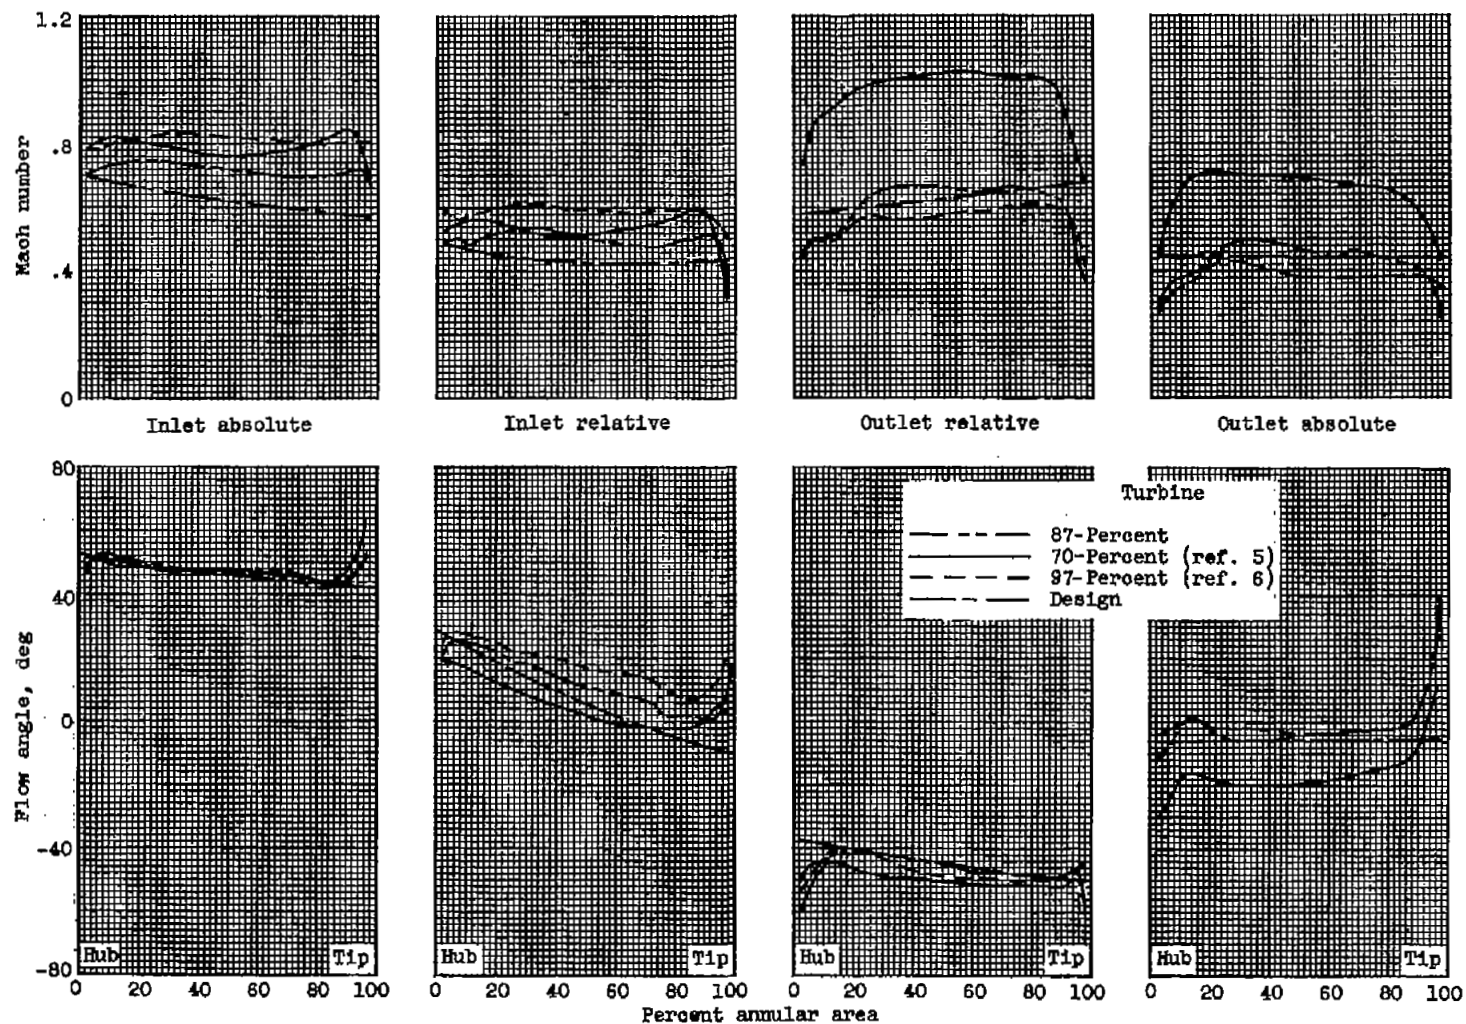 1.2
.8
.4
0
Mach number
Inlet absolute
Inlet relative
Outlet relative
Outlet absolute
80
40
0
-40
-80
Flow angle, deg
Turbine
87-Percent
70-Percent (ref. 5)
97-Percent (ref. 6)
Design
Hub Tip
Hub Tip
Hub Tip
Hub Tip
0 20 40 60 80 100
0 20 40 60 80 100
0 20 40 60 80 100
0 20 40 60 80 100
Percent annular area